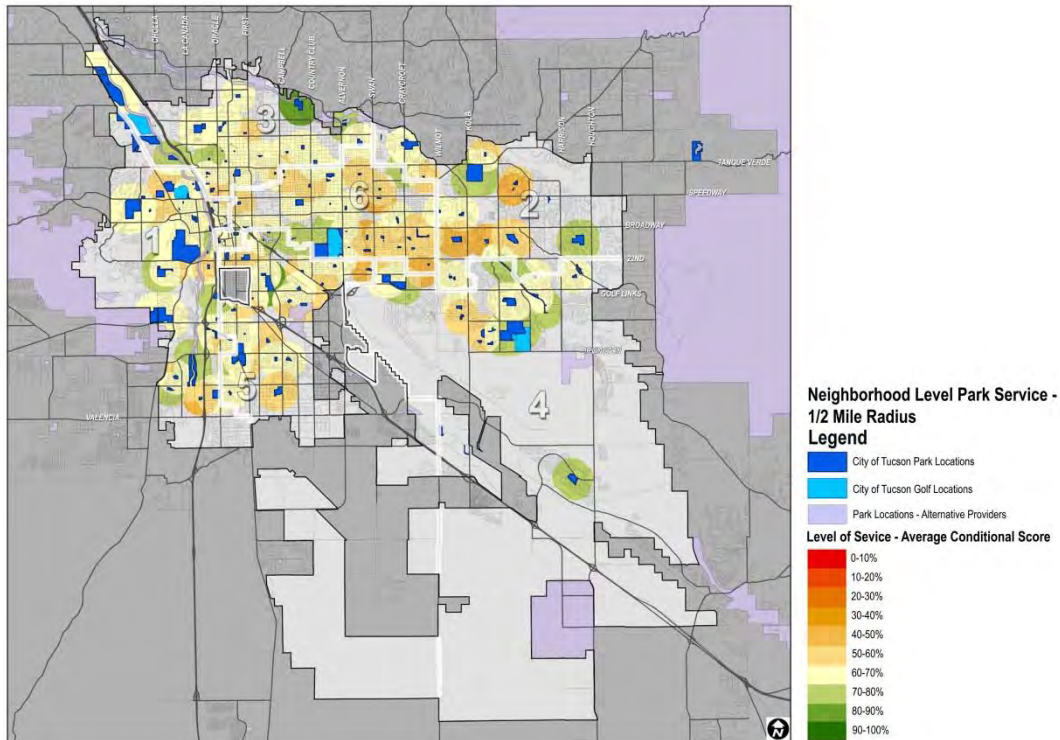 CHOLLA
LA CANADA
ORACLE
FIRST
CAMPBELL
COUNTRY CLUB
ALVERNON
SWAN
CRAYCROFT
WILMOT
KOLB
HARRISON
HOUGHTON
3
TANQUE VERDE
6
2
SPEEDWAY
1
BROADWAY
22ND
GOLF LINKS
5
4
VALENCIA
N
Neighborhood Level Park Service -
1/2 Mile Radius
Legend
City of Tucson Park Locations
City of Tucson Golf Locations
Park Locations - Alternative Providers
Level of Sevice - Average Conditional Score
0-10%
10-20%
20-30%
30-40%
40-50%
50-60%
60-70%
70-80%
80-90%
90-100%